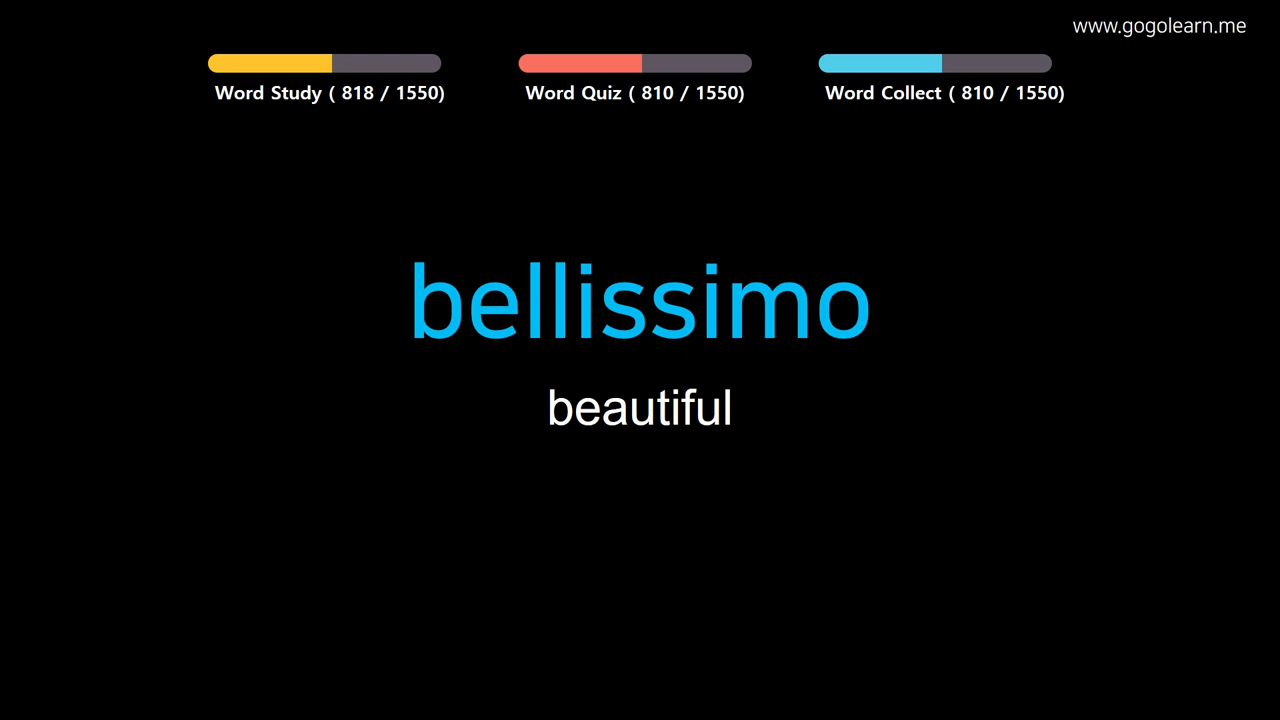 www.gogolearn.me
Word Study ( 818 / 1550)
Word Quiz ( 810 / 1550)
Word Collect ( 810 / 1550)
bellissimo
beautiful